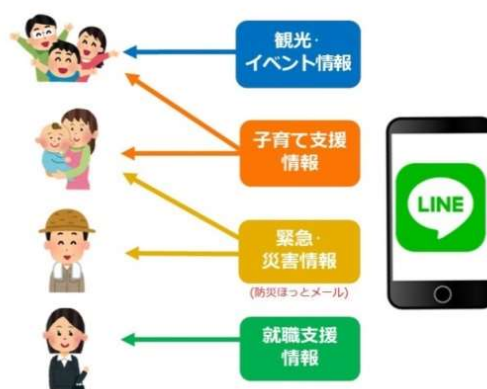 観光・
イベント情報
子育て支援
情報
LINE
緊急・
災害情報
(防災ほっとメール)
就職支援
情報